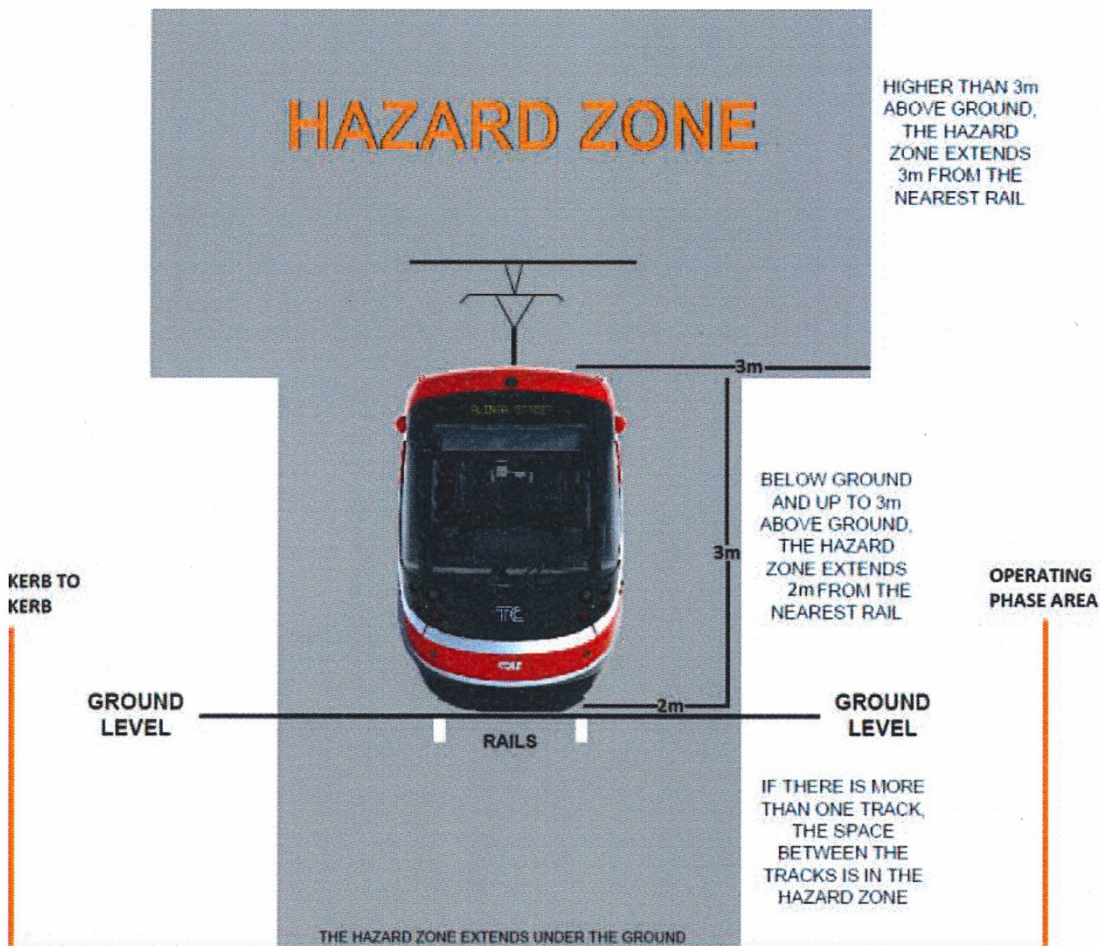 HAZARD ZONE
HIGHER THAN 3m
ABOVE GROUND,
THE HAZARD
ZONE EXTENDS
3m FROM THE
NEAREST RAIL
3m
ALINGA STREET
BELOW GROUND
AND UP TO 3m
ABOVE GROUND,
THE HAZARD
ZONE EXTENDS
2m FROM THE
NEAREST RAIL
3m
KERB TO
KERB
OPERATING
PHASE AREA
TC
2m
GROUND
LEVEL
GROUND
LEVEL
RAILS
IF THERE IS MORE
THAN ONE TRACK,
THE SPACE
BETWEEN THE
TRACKS IS IN THE
HAZARD ZONE
THE HAZARD ZONE EXTENDS UNDER THE GROUND